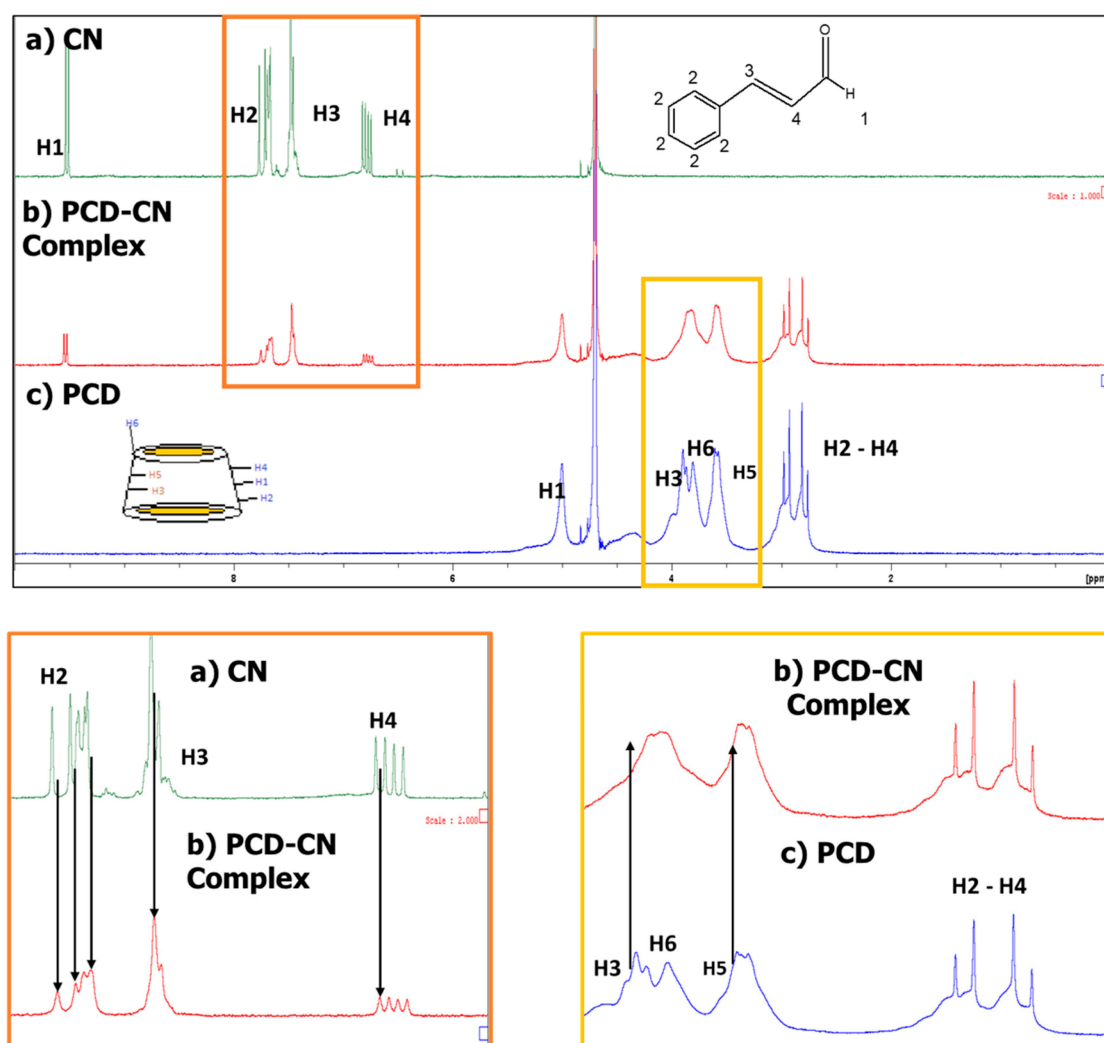 a) CN
H1
H2
H3
H4
O
H
1
2
2
2
2
2
3
4
Scale : 1.000
b) PCD-CN
Complex
c) PCD
H6
H5
H3
H4
H1
H2
H1
H3
H6
H5
H2 - H4
8
6
4
2
[ppm
a) CN
H2
H3
H4
Scale : 2.000
b) PCD-CN
Complex
b) PCD-CN
Complex
c) PCD
H3
H6
H5
H2 - H4